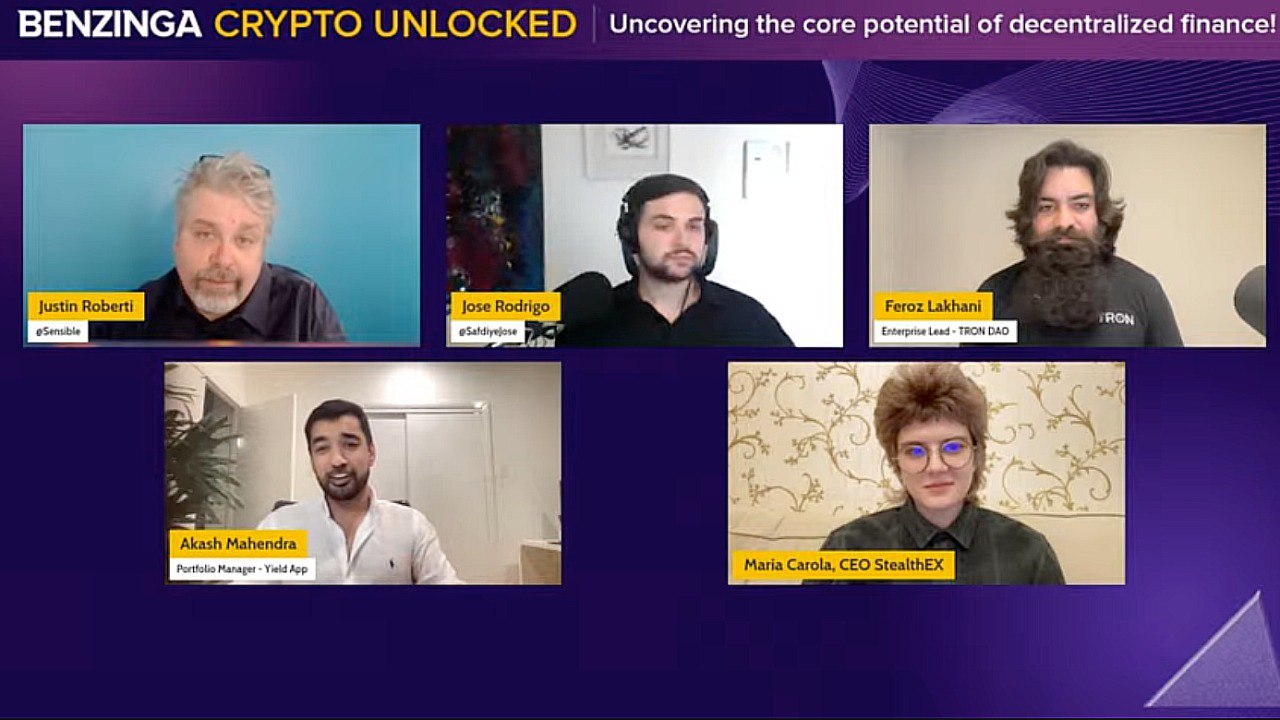 BENZINGA CRYPTO UNLOCKED Uncovering the core potential of decentralized finance!
Justin Roberti
@Sensible
Jose Rodrigo
@SafdiyeJose
Feroz Lakhani
Enterprise Lead - TRON DAO
TRON
Akash Mahendra
Portfolio Manager - Yield App
Maria Carola, CEO StealthEX